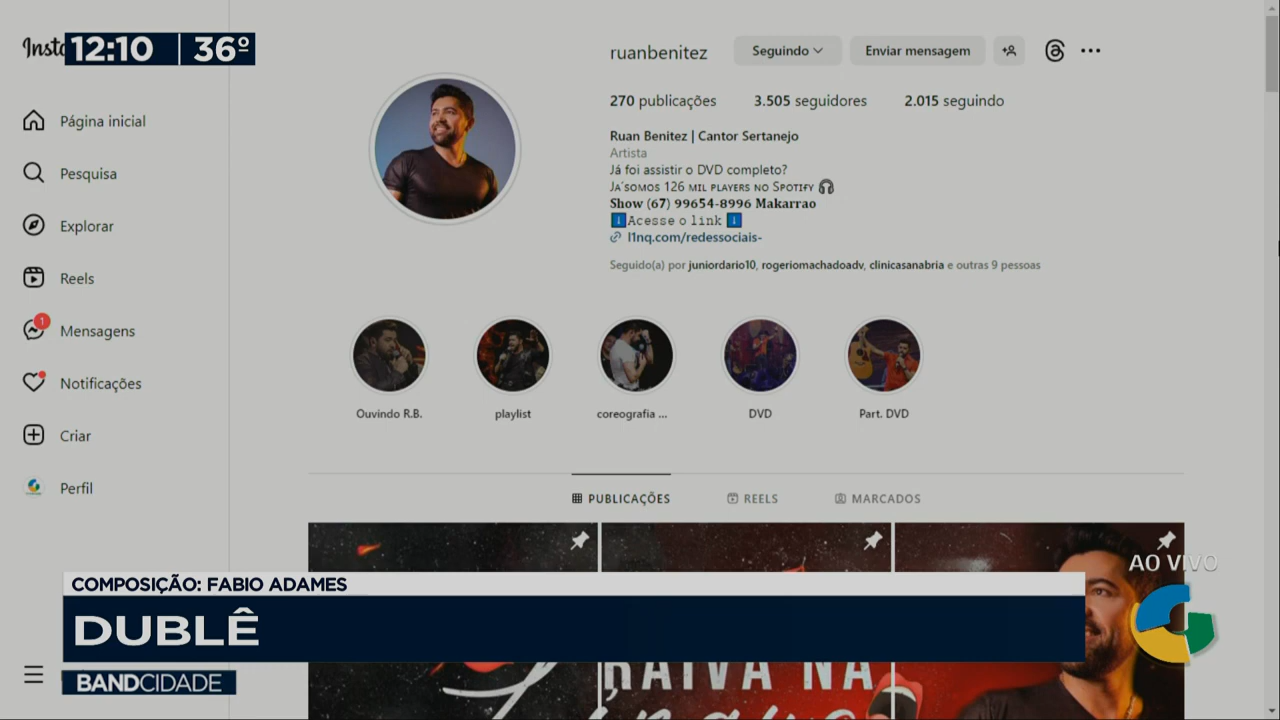 Insta
12:10 | 36º
ruanbenitez
Seguindo
Enviar mensagem
270 publicações 3.505 seguidores 2.015 seguindo
Ruan Benitez | Cantor Sertanejo
Artista
Já foi assistir o DVD completo?
Ja´somos 126 mil players no Spotify 🎧
Show (67) 99654-8996 Makarrao
⬇️Acesse o link ⬇️
l1nq.com/redessociais-
Seguido(a) por juniordario10, rogeriomachadoadv, clinicasanabria e outras 9 pessoas
Página inicial
Pesquisa
Explorar
Reels
1
Mensagens
Notificações
Criar
Perfil
Ouvindo R.B.
playlist
coreografia ...
DVD
Part. DVD
PUBLICAÇÕES
REELS
MARCADOS
AO VIVO
COMPOSIÇÃO: FABIO ADAMES
DUBLÊ
RAIVA NA
BANDCIDADE